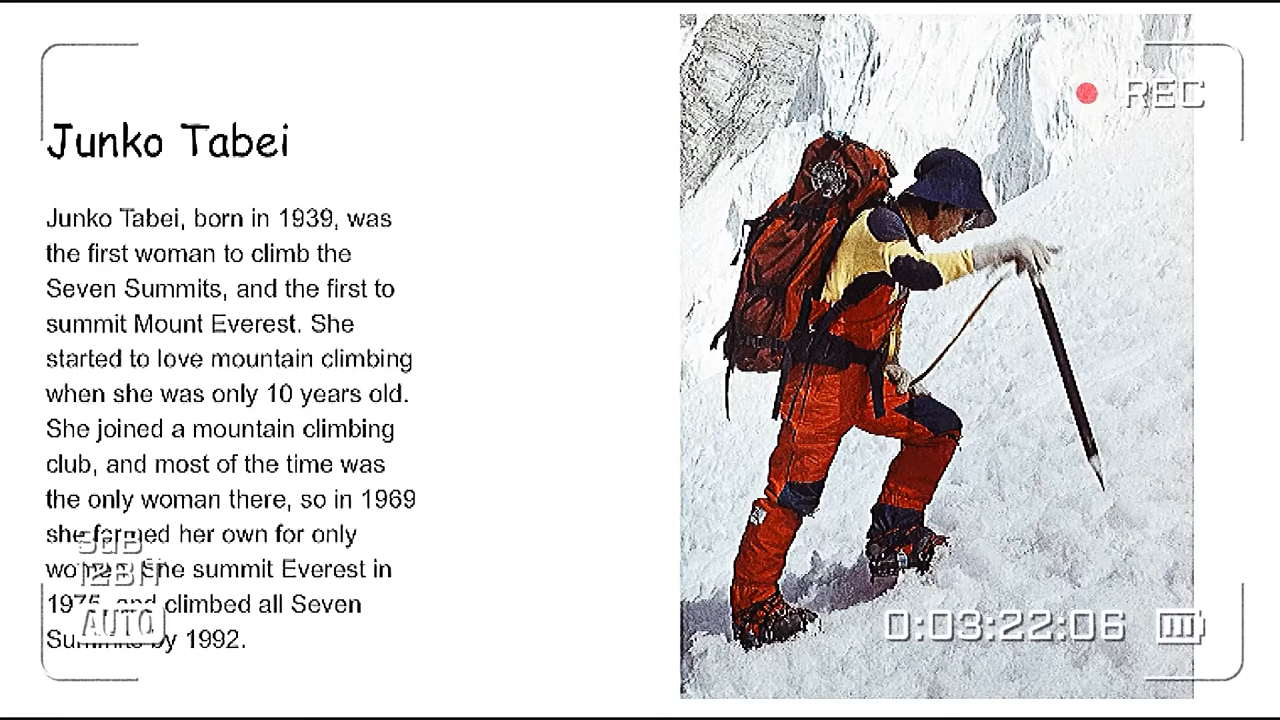 REC
Junko Tabei
Junko Tabei, born in 1939, was
the first woman to climb the
Seven Summits, and the first to
summit Mount Everest. She
started to love mountain climbing
when she was only 10 years old.
She joined a mountain climbing
club, and most of the time was
the only woman there, so in 1969
she formed her own for only
women. She summit Everest in
1975, and climbed all Seven
Summits by 1992.
AUTO
0:03:22:06